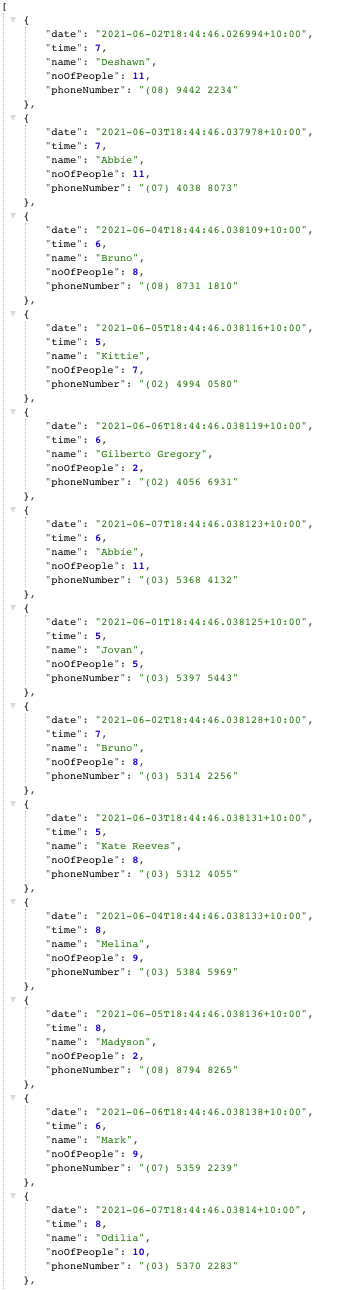 [
{
"date": "2021-06-02T18:44:46.026994+10:00",
"time": 7,
"name": "Deshawn",
"noOfPeople": 11,
"phoneNumber": "(08) 9442 2234"
},
{
"date": "2021-06-03T18:44:46.037978+10:00",
"time": 7,
"name": "Abbie",
"noOfPeople": 11,
"phoneNumber": "(07) 4038 8073"
},
{
"date": "2021-06-04T18:44:46.038109+10:00",
"time": 6,
"name": "Bruno",
"noOfPeople": 8,
"phoneNumber": "(08) 8731 1810"
},
{
"date": "2021-06-05T18:44:46.038116+10:00",
"time": 5,
"name": "Kittie",
"noOfPeople": 7,
"phoneNumber": "(02) 4994 0580"
},
{
"date": "2021-06-06T18:44:46.038119+10:00",
"time": 6,
"name": "Gilberto Gregory",
"noOfPeople": 2,
"phoneNumber": "(02) 4056 6931"
},
{
"date": "2021-06-07T18:44:46.038123+10:00",
"time": 6,
"name": "Abbie",
"noOfPeople": 11,
"phoneNumber": "(03) 5368 4132"
},
{
"date": "2021-06-01T18:44:46.038125+10:00",
"time": 5,
"name": "Jovan",
"noOfPeople": 5,
"phoneNumber": "(03) 5397 5443"
},
{
"date": "2021-06-02T18:44:46.038128+10:00",
"time": 7,
"name": "Bruno",
"noOfPeople": 8,
"phoneNumber": "(03) 5314 2256"
},
{
"date": "2021-06-03T18:44:46.038131+10:00",
"time": 5,
"name": "Kate Reeves",
"noOfPeople": 8,
"phoneNumber": "(03) 5312 4055"
},
{
"date": "2021-06-04T18:44:46.038133+10:00",
"time": 8,
"name": "Melina",
"noOfPeople": 9,
"phoneNumber": "(03) 5384 5969"
},
{
"date": "2021-06-05T18:44:46.038136+10:00",
"time": 8,
"name": "Madyson",
"noOfPeople": 2,
"phoneNumber": "(08) 8794 8265"
},
{
"date": "2021-06-06T18:44:46.038138+10:00",
"time": 6,
"name": "Mark",
"noOfPeople": 9,
"phoneNumber": "(07) 5359 2239"
},
{
"date": "2021-06-07T18:44:46.03814+10:00",
"time": 8,
"name": "Odilia",
"noOfPeople": 10,
"phoneNumber": "(03) 5370 2283"
},